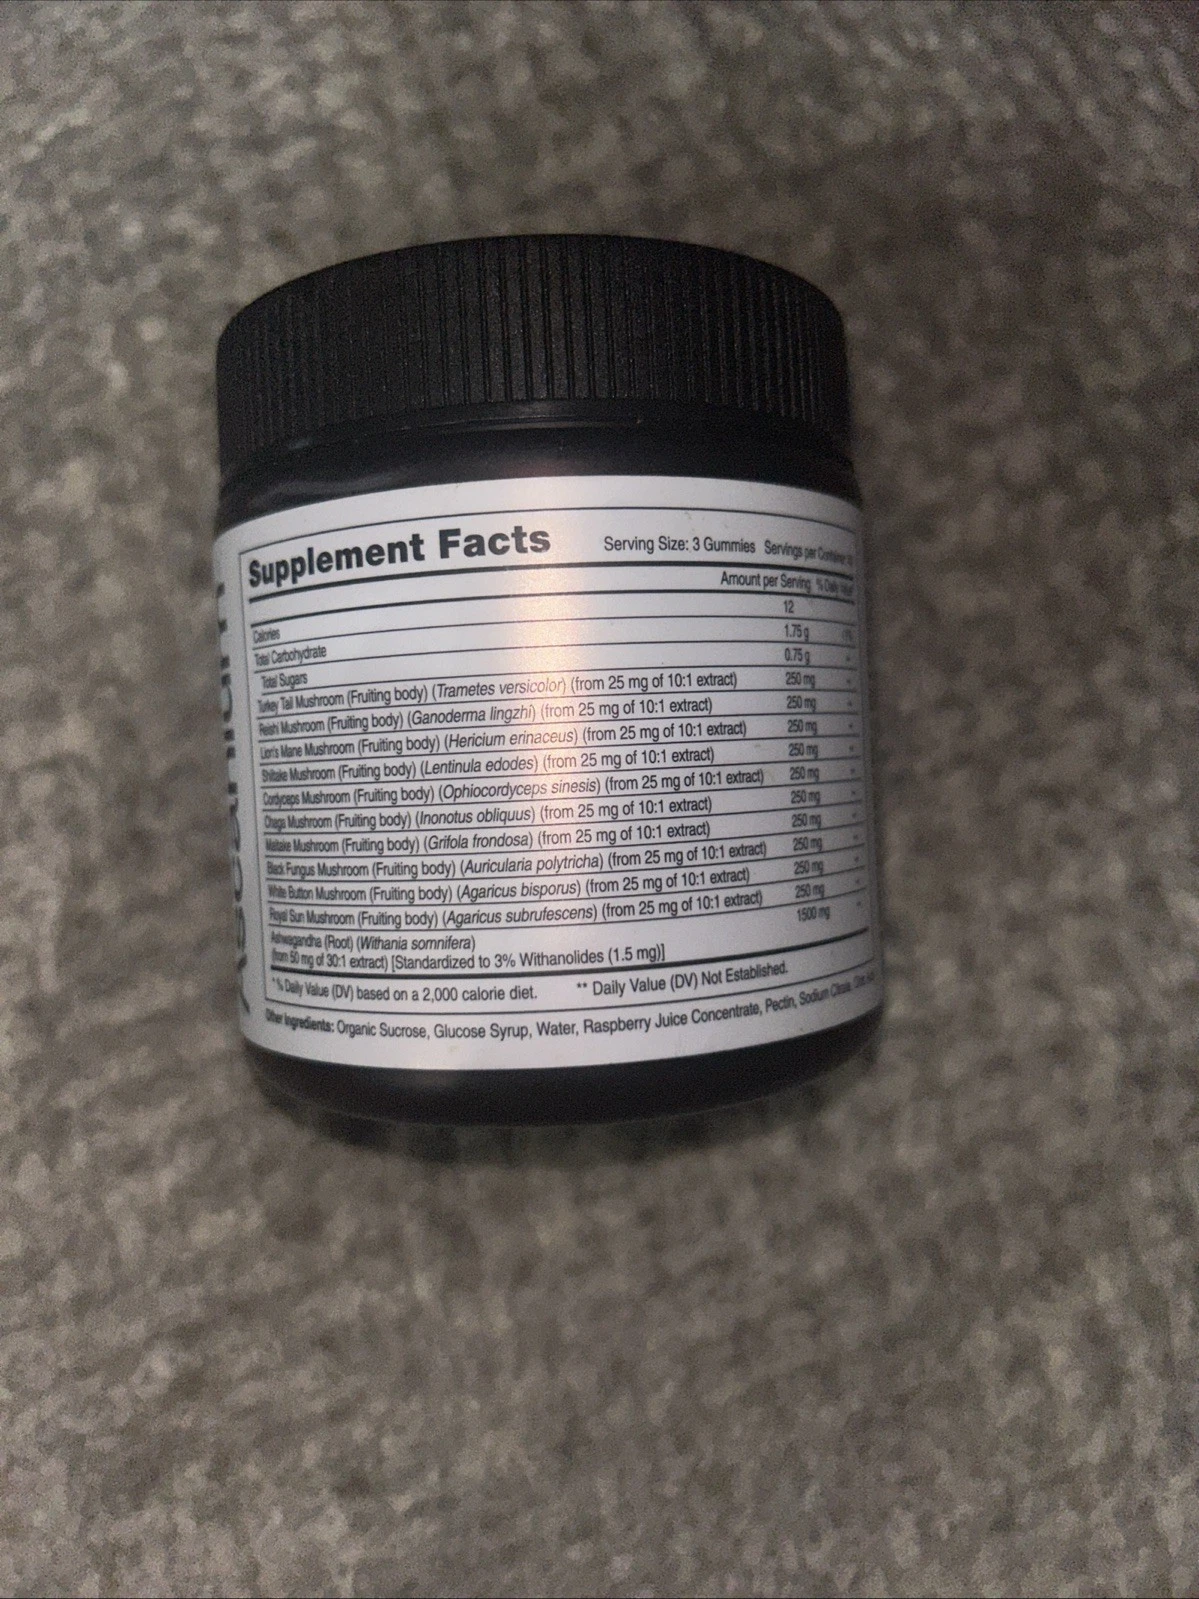 Supplement Facts
Serving Size: 3 Gummies Servings per Container
Amount per Serving % Daily Value*
Calories 12
Total Carbohydrate 1.75 g
Total Sugars 0.75 g
Turkey Tail Mushroom (Fruiting body) (Trametes versicolor) (from 25 mg of 10:1 extract) 250 mg
Reishi Mushroom (Fruiting body) (Ganoderma lingzhi) (from 25 mg of 10:1 extract) 250 mg
Lion's Mane Mushroom (Fruiting body) (Hericium erinaceus) (from 25 mg of 10:1 extract) 250 mg
Shiitake Mushroom (Fruiting body) (Lentinula edodes) (from 25 mg of 10:1 extract) 250 mg
Cordyceps Mushroom (Fruiting body) (Ophiocordyceps sinesis) (from 25 mg of 10:1 extract) 250 mg
Chaga Mushroom (Fruiting body) (Inonotus obliquus) (from 25 mg of 10:1 extract) 250 mg
Maitake Mushroom (Fruiting body) (Grifola frondosa) (from 25 mg of 10:1 extract) 250 mg
Black Fungus Mushroom (Fruiting body) (Auricularia polytricha) (from 25 mg of 10:1 extract) 250 mg
White Button Mushroom (Fruiting body) (Agaricus bisporus) (from 25 mg of 10:1 extract) 250 mg
Royal Sun Mushroom (Fruiting body) (Agaricus subrufescens) (from 25 mg of 10:1 extract) 250 mg
Ashwagandha (Root) (Withania somnifera) 1500 mg
(from 50 mg of 30:1 extract) [Standardized to 3% Withanolides (1.5 mg)]
*% Daily Value (DV) based on a 2,000 calorie diet. ** Daily Value (DV) Not Established.
Other Ingredients: Organic Sucrose, Glucose Syrup, Water, Raspberry Juice Concentrate, Pectin, Sodium Citrate,